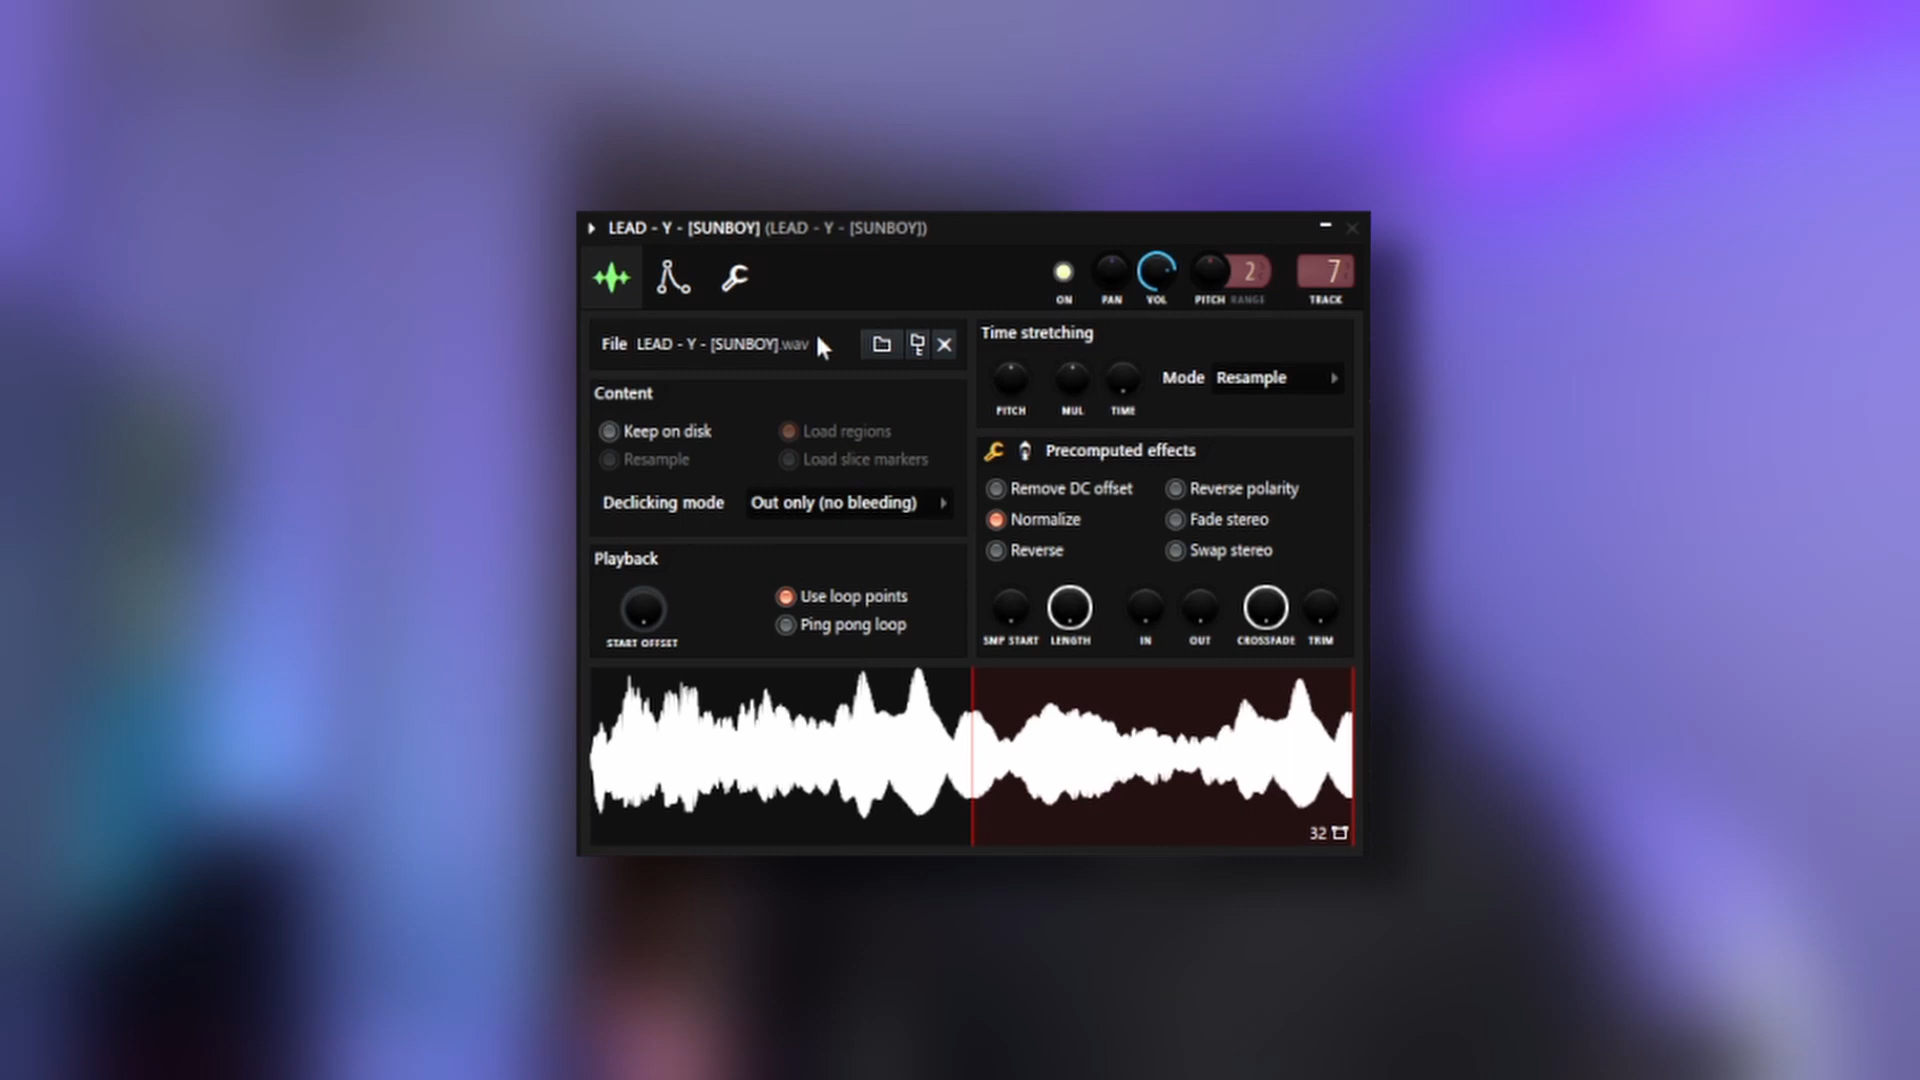 LEAD - Y - [SUNBOY] (LEAD - Y - [SUNBOY])
2
7
ON
PAN
VOL
PITCH RANGE
TRACK
File LEAD - Y - [SUNBOY].wav
Content
Keep on disk
Load regions
Resample
Load slice markers
Declicking mode Out only (no bleeding)
Playback
START OFFSET
Use loop points
Ping pong loop
Time stretching
PITCH
MUL
TIME
Mode Resample
Precomputed effects
Remove DC offset
Reverse polarity
Normalize
Fade stereo
Reverse
Swap stereo
SMP START
LENGTH
IN
OUT
CROSSFADE
TRIM
32